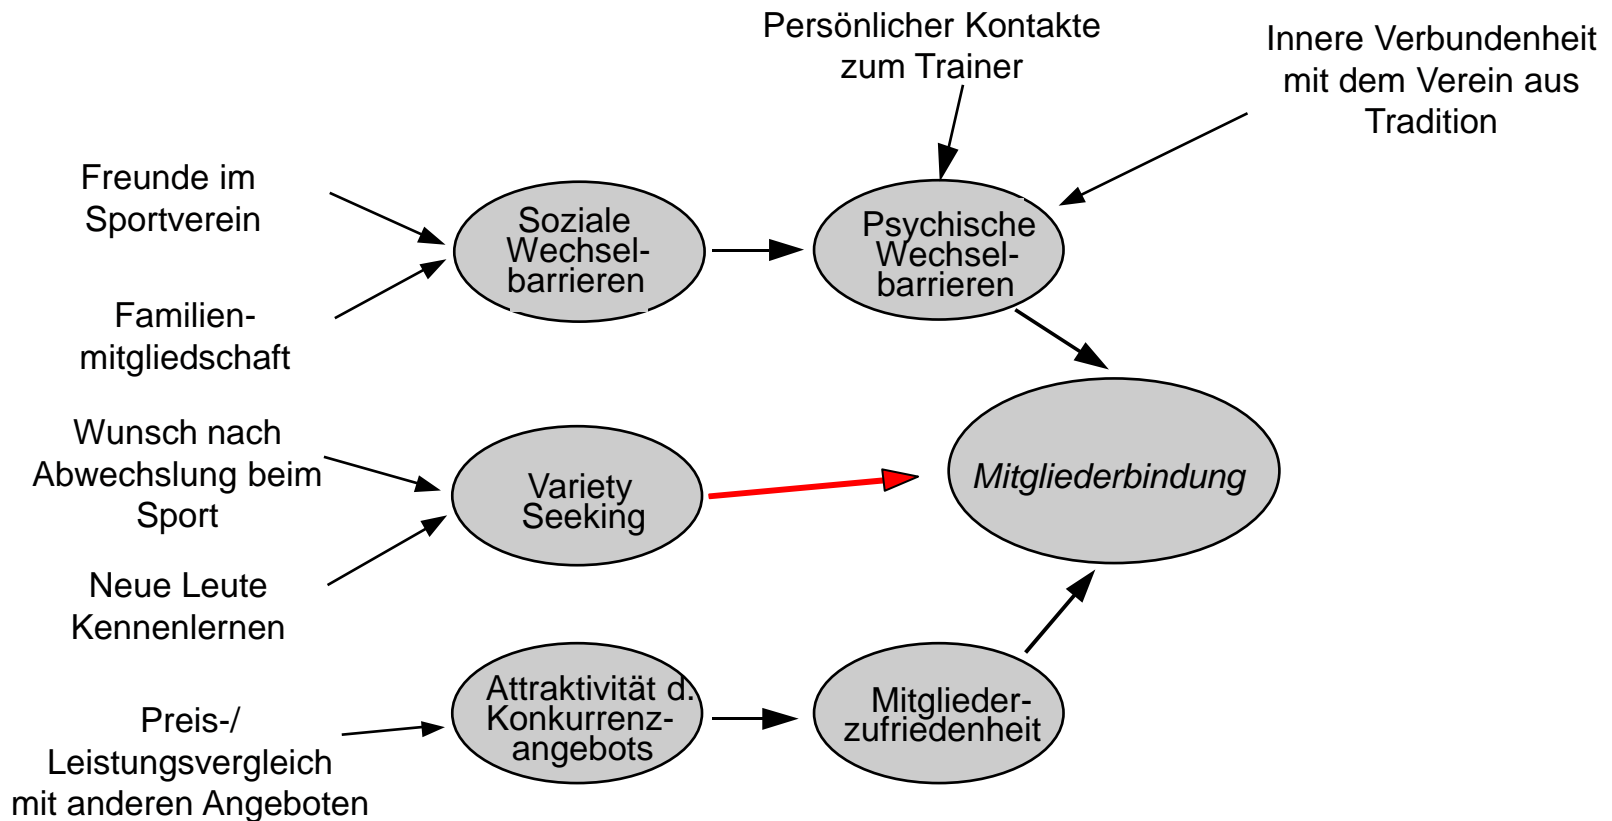 Persönlicher Kontakte
zum Trainer
Innere Verbundenheit
mit dem Verein aus
Tradition
Freunde im
Sportverein
Soziale
Wechsel-
barrieren
Psychische
Wechsel-
barrieren
Familien-
mitgliedschaft
Wunsch nach
Abwechslung beim
Sport
Variety
Seeking
Mitgliederbindung
Neue Leute
Kennenlernen
Attraktivität d.
Konkurrenz-
angebots
Mitglieder-
zufriedenheit
Preis-/
Leistungsvergleich
mit anderen Angeboten